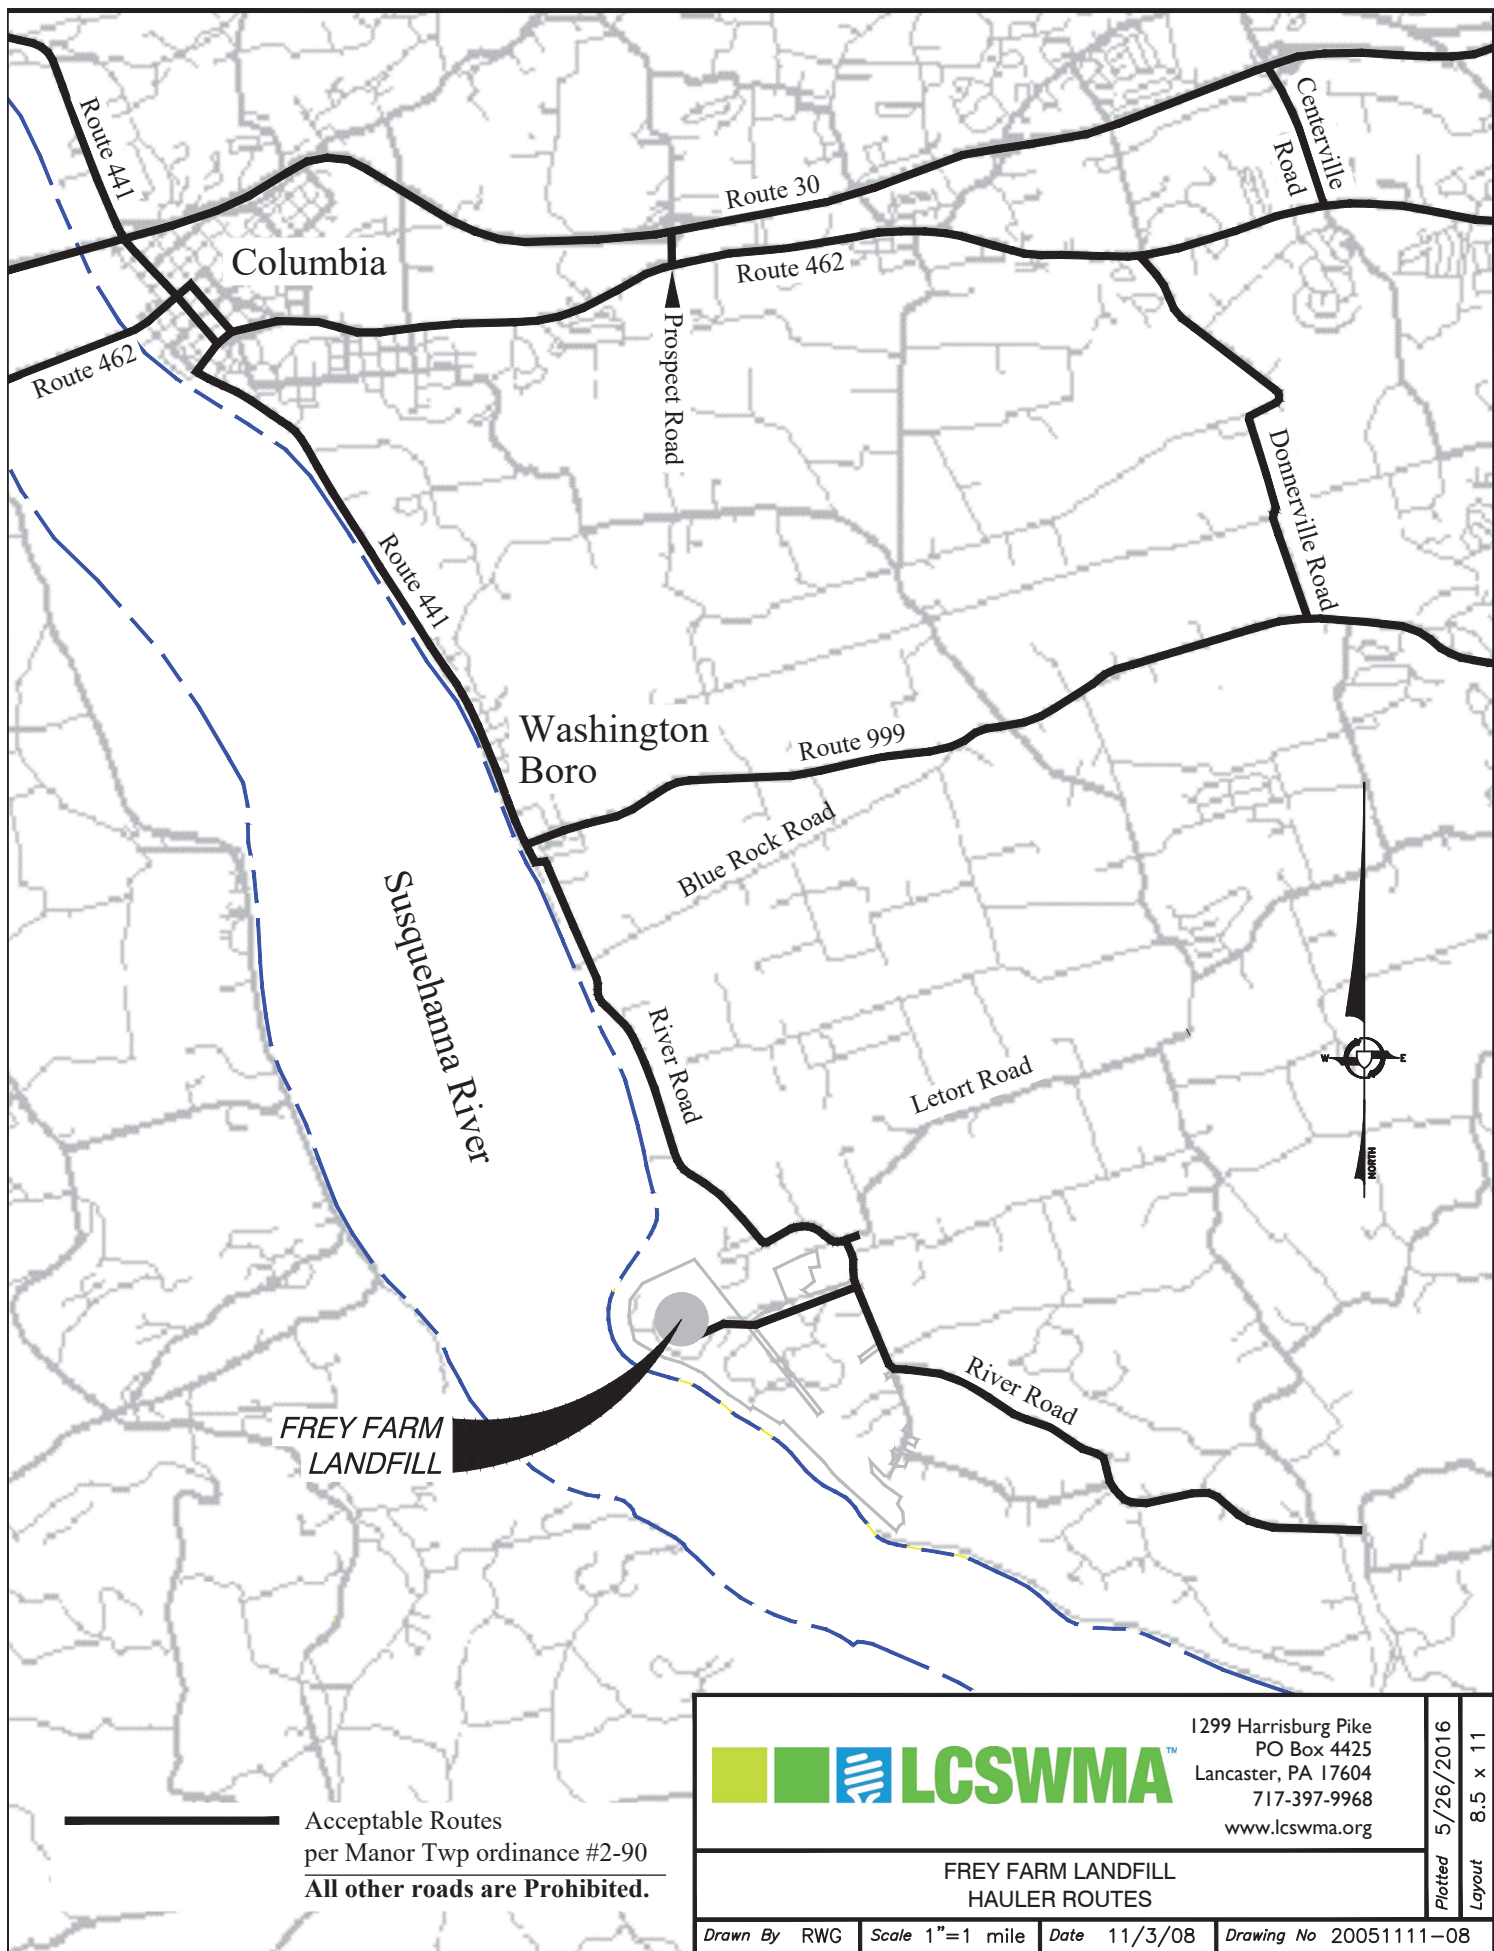 Route 441
Centerville
Road
Route 30
Columbia
Route 462
Route 462
Prospect Road
Donnerville Road
Route 441
Washington
Boro
Route 999
Blue Rock Road
Susquehanna River
River Road
Letort Road
W
E
NORTH
River Road
FREY FARM
LANDFILL
Acceptable Routes
per Manor Twp ordinance #2-90
All other roads are Prohibited.
LCSWMA™
1299 Harrisburg Pike
PO Box 4425
Lancaster, PA 17604
717-397-9968
www.lcswma.org
FREY FARM LANDFILL
HAULER ROUTES
Plotted 5/26/2016
Layout 8.5 x 11
Drawn By RWG
Scale 1"=1 mile
Date 11/3/08
Drawing No 20051111-08